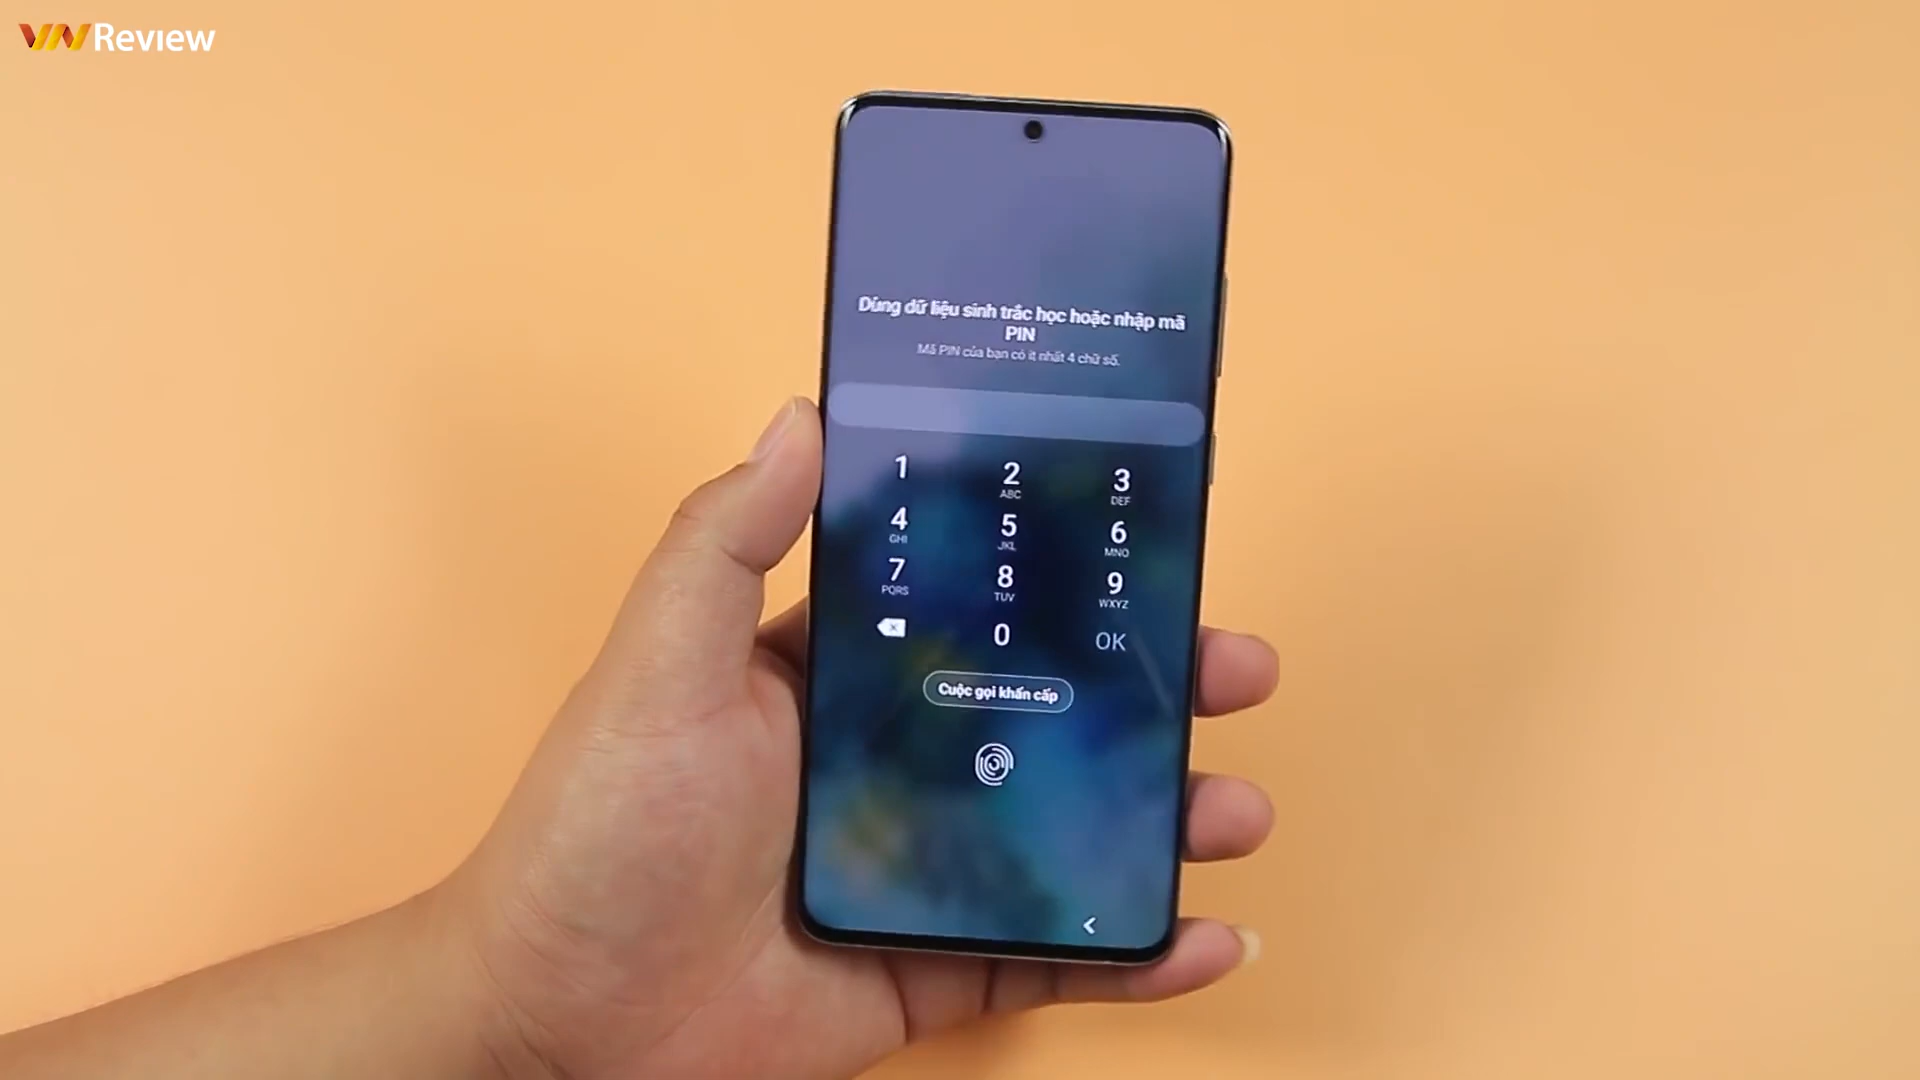 VN Review
Dùng dữ liệu sinh trắc học hoặc nhập mã
PIN
Mã PIN của bạn có ít nhất 4 chữ số.
1 2 3
ABC DEF
4 5 6
GHI JKL MNO
7 8 9
PQRS TUV WXYZ
0 OK
Cuộc gọi khẩn cấp